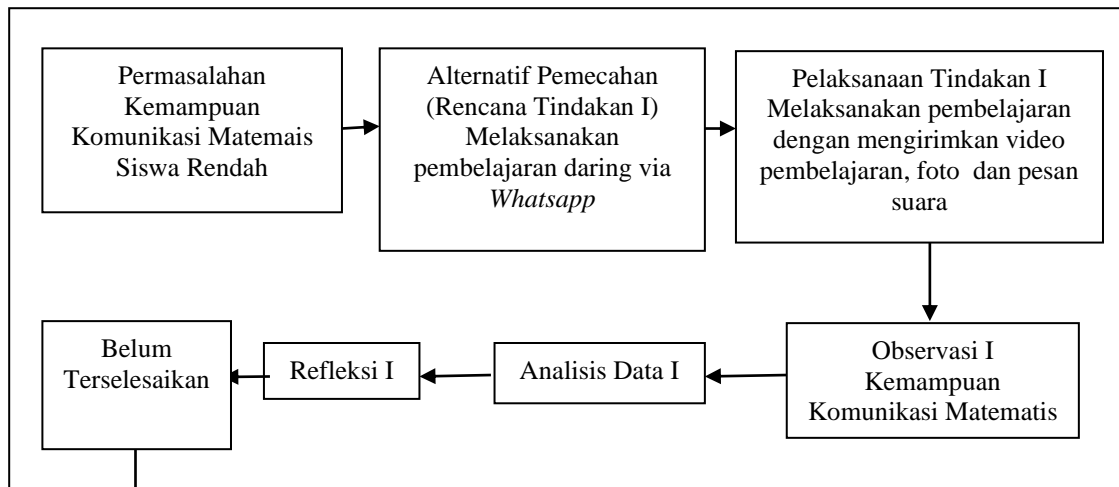 Permasalahan
Kemampuan
Komunikasi Matemais
Siswa Rendah
Alternatif Pemecahan
(Rencana Tindakan I)
Melaksanakan
pembelajaran daring via
Whatsapp
Pelaksanaan Tindakan I
Melaksanakan pembelajaran
dengan mengirimkan video
pembelajaran, foto dan pesan
suara
Observasi I
Kemampuan
Komunikasi Matematis
Analisis Data I
Refleksi I
Belum
Terselesaikan